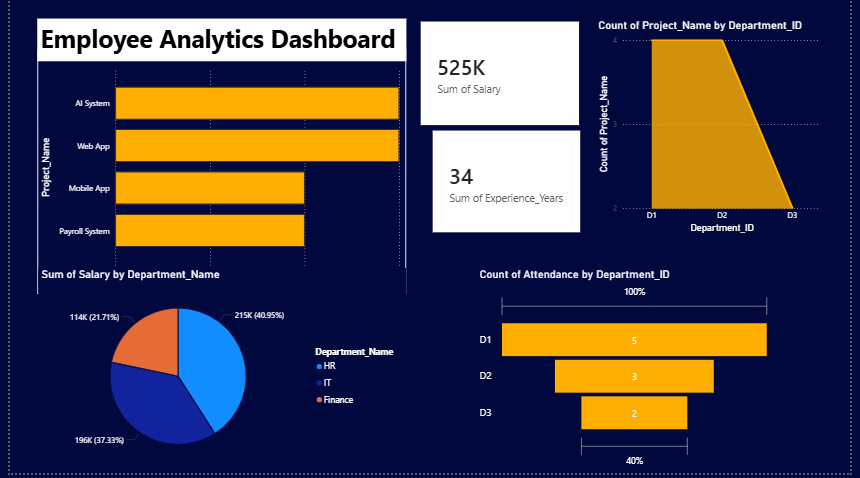 Employee Analytics Dashboard
Project_Name
AI System
Web App
Mobile App
Payroll System
525K
Sum of Salary
34
Sum of Experience_Years
Count of Project_Name by Department_ID
Count of Project_Name
4
3
2
D1 D2 D3
Department_ID
Sum of Salary by Department_Name
114K (21.71%)
215K (40.95%)
196K (37.33%)
Department_Name
HR
IT
Finance
Count of Attendance by Department_ID
100%
D1 5
D2 3
D3 2
40%